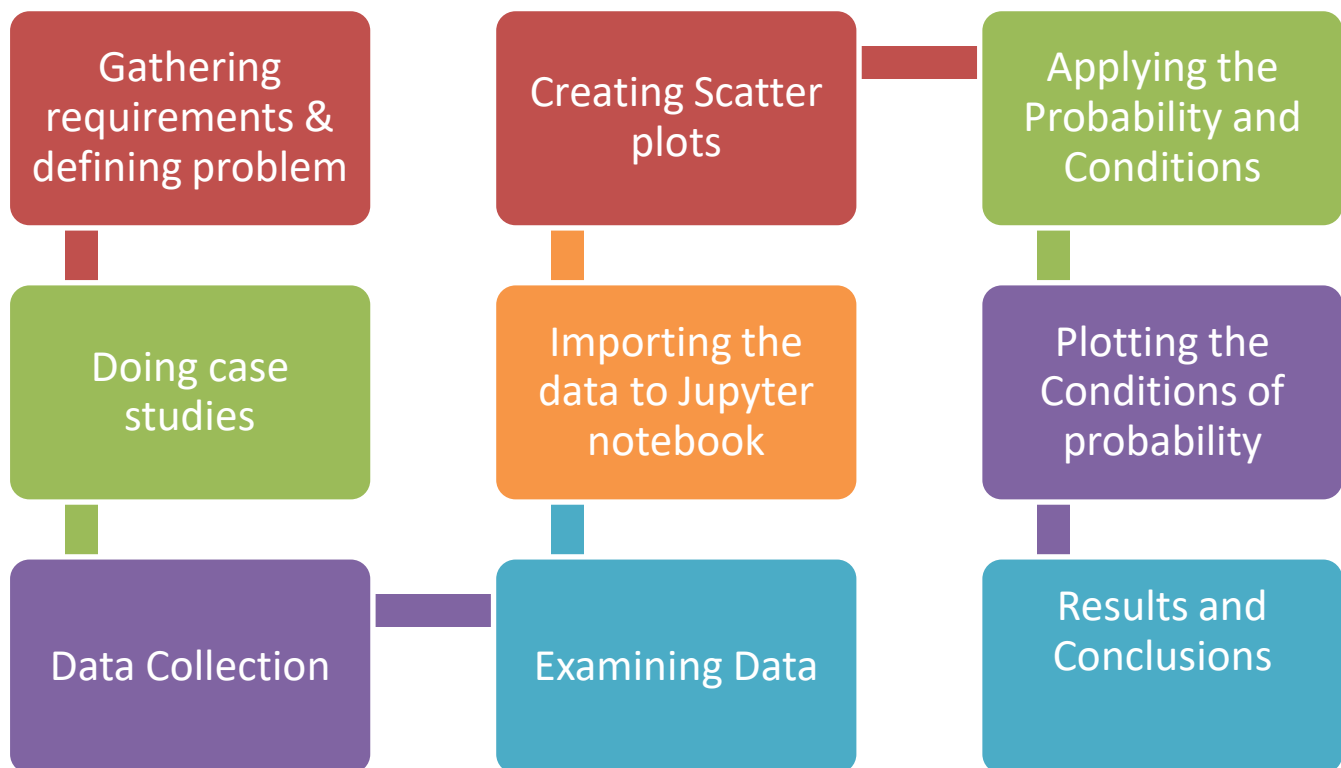 Gathering
requirements &
defining problem
Doing case
studies
Data Collection
Examining Data
Importing the
data to Jupyter
notebook
Creating Scatter
plots
Applying the
Probability and
Conditions
Plotting the
Conditions of
probability
Results and
Conclusions